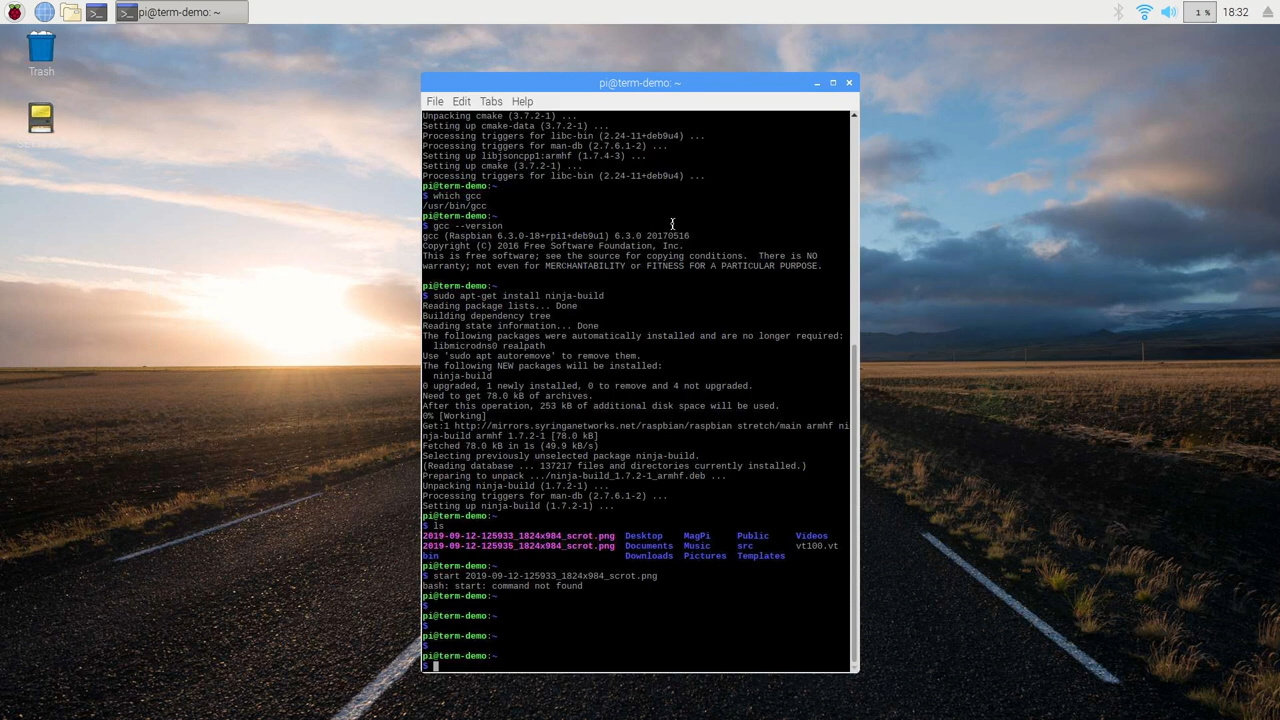 pi@term-demo: ~
1 %
18:32
Trash
pi@term-demo: ~
File Edit Tabs Help
Unpacking cmake (3.7.2-1) ...
Setting up cmake-data (3.7.2-1) ...
Processing triggers for libc-bin (2.24-11+deb9u4) ...
Processing triggers for man-db (2.7.6.1-2) ...
Setting up libjsoncpp1:armhf (1.7.4-3) ...
Setting up cmake (3.7.2-1) ...
Processing triggers for libc-bin (2.24-11+deb9u4) ...
pi@term-demo:~
$ which gcc
/usr/bin/gcc
pi@term-demo:~
$ gcc --version
gcc (Raspbian 6.3.0-18+rpi1+deb9u1) 6.3.0 20170516
Copyright (C) 2016 Free Software Foundation, Inc.
This is free software; see the source for copying conditions.  There is NO
warranty; not even for MERCHANTABILITY or FITNESS FOR A PARTICULAR PURPOSE.
pi@term-demo:~
$ sudo apt-get install ninja-build
Reading package lists... Done
Building dependency tree
Reading state information... Done
The following packages were automatically installed and are no longer required:
  libmicrodns0 realpath
Use 'sudo apt autoremove' to remove them.
The following NEW packages will be installed:
  ninja-build
0 upgraded, 1 newly installed, 0 to remove and 4 not upgraded.
Need to get 78.0 kB of archives.
After this operation, 253 kB of additional disk space will be used.
0% [Working]
Get:1 http://mirrors.syringanetworks.net/raspbian/raspbian stretch/main armhf ni
nja-build armhf 1.7.2-1 [78.0 kB]
Fetched 78.0 kB in 1s (49.9 kB/s)
Selecting previously unselected package ninja-build.
(Reading database ... 137217 files and directories currently installed.)
Preparing to unpack .../ninja-build_1.7.2-1_armhf.deb ...
Unpacking ninja-build (1.7.2-1) ...
Processing triggers for man-db (2.7.6.1-2) ...
Setting up ninja-build (1.7.2-1) ...
pi@term-demo:~
$ ls
2019-09-12-125933_1824x984_scrot.png  Desktop    MagPi     Public     Videos
2019-09-12-125935_1824x984_scrot.png  Documents  Music     src        vt100.vt
bin                                   Downloads  Pictures  Templates
pi@term-demo:~
$ start 2019-09-12-125933_1824x984_scrot.png
bash: start: command not found
pi@term-demo:~
$
pi@term-demo:~
$
pi@term-demo:~
$
pi@term-demo:~
$